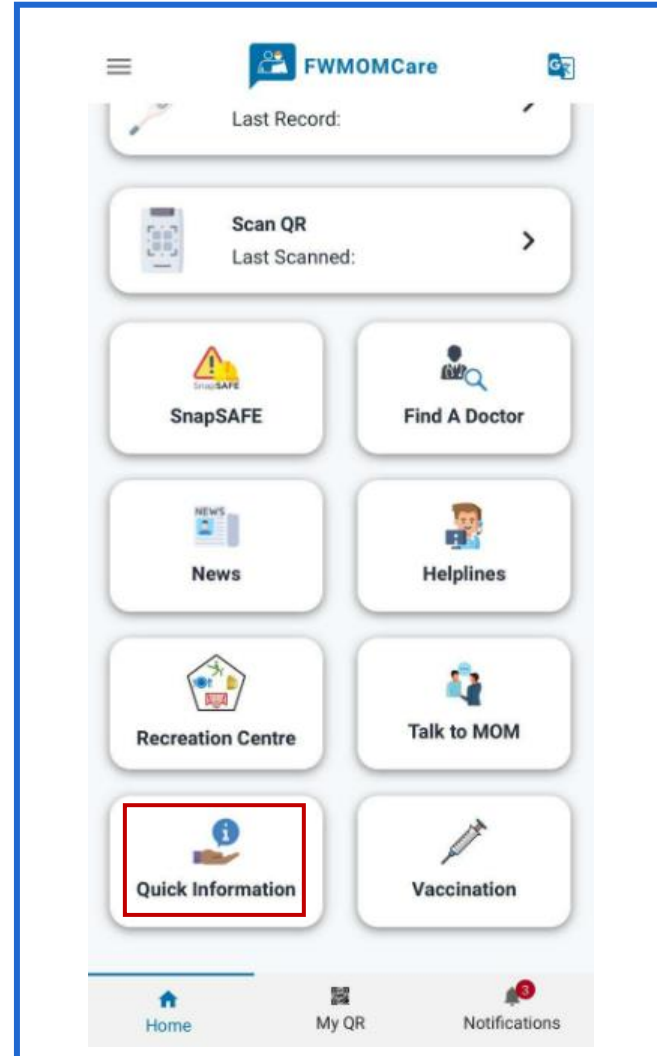 FWMOMCare
Last Record:
Scan QR
Last Scanned:
SnapSAFE
SnapSAFE
Find A Doctor
NEWS
News
Helplines
Recreation Centre
Talk to MOM
Quick Information
Vaccination
3
Home
My QR
Notifications